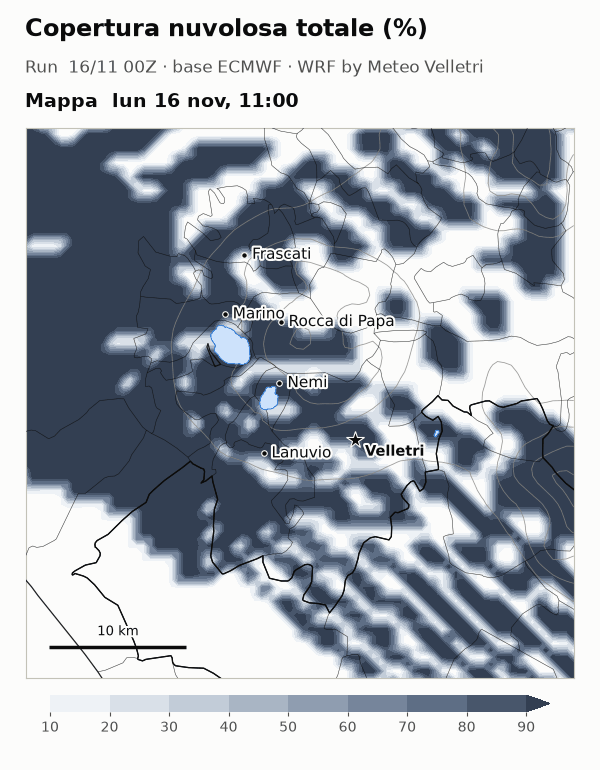 Copertura nuvolosa totale (%)
Run  16/11 00Z · base ECMWF · WRF by Meteo Velletri
Mappa  lun 16 nov, 11:00
Frascati
Marino
Rocca di Papa
Nemi
Velletri
Lanuvio
10 km
10 20 30 40 50 60 70 80 90